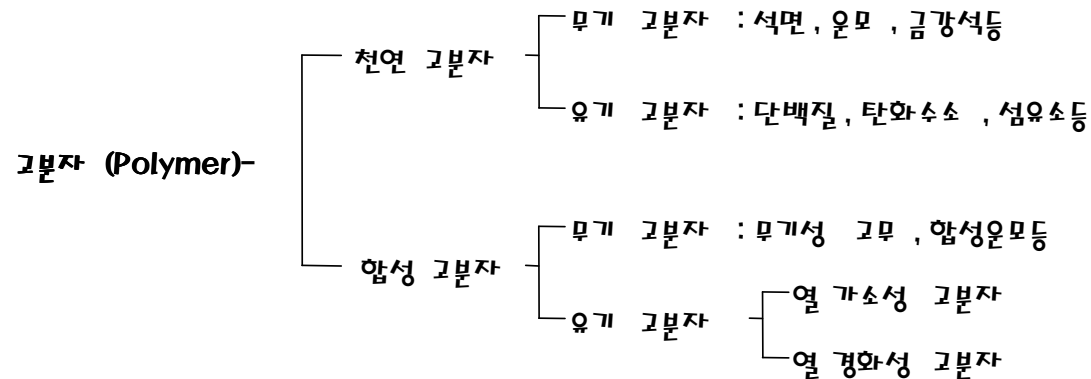 무기 고분자 : 석면, 운모 , 금강석등
천연 고분자
유기 고분자 : 단백질, 탄화수소 , 섬유소등
고분자 (Polymer)-
무기 고분자 : 무기성 고무 , 합성운모등
합성 고분자
열 가소성 고분자
유기 고분자
열 경화성 고분자